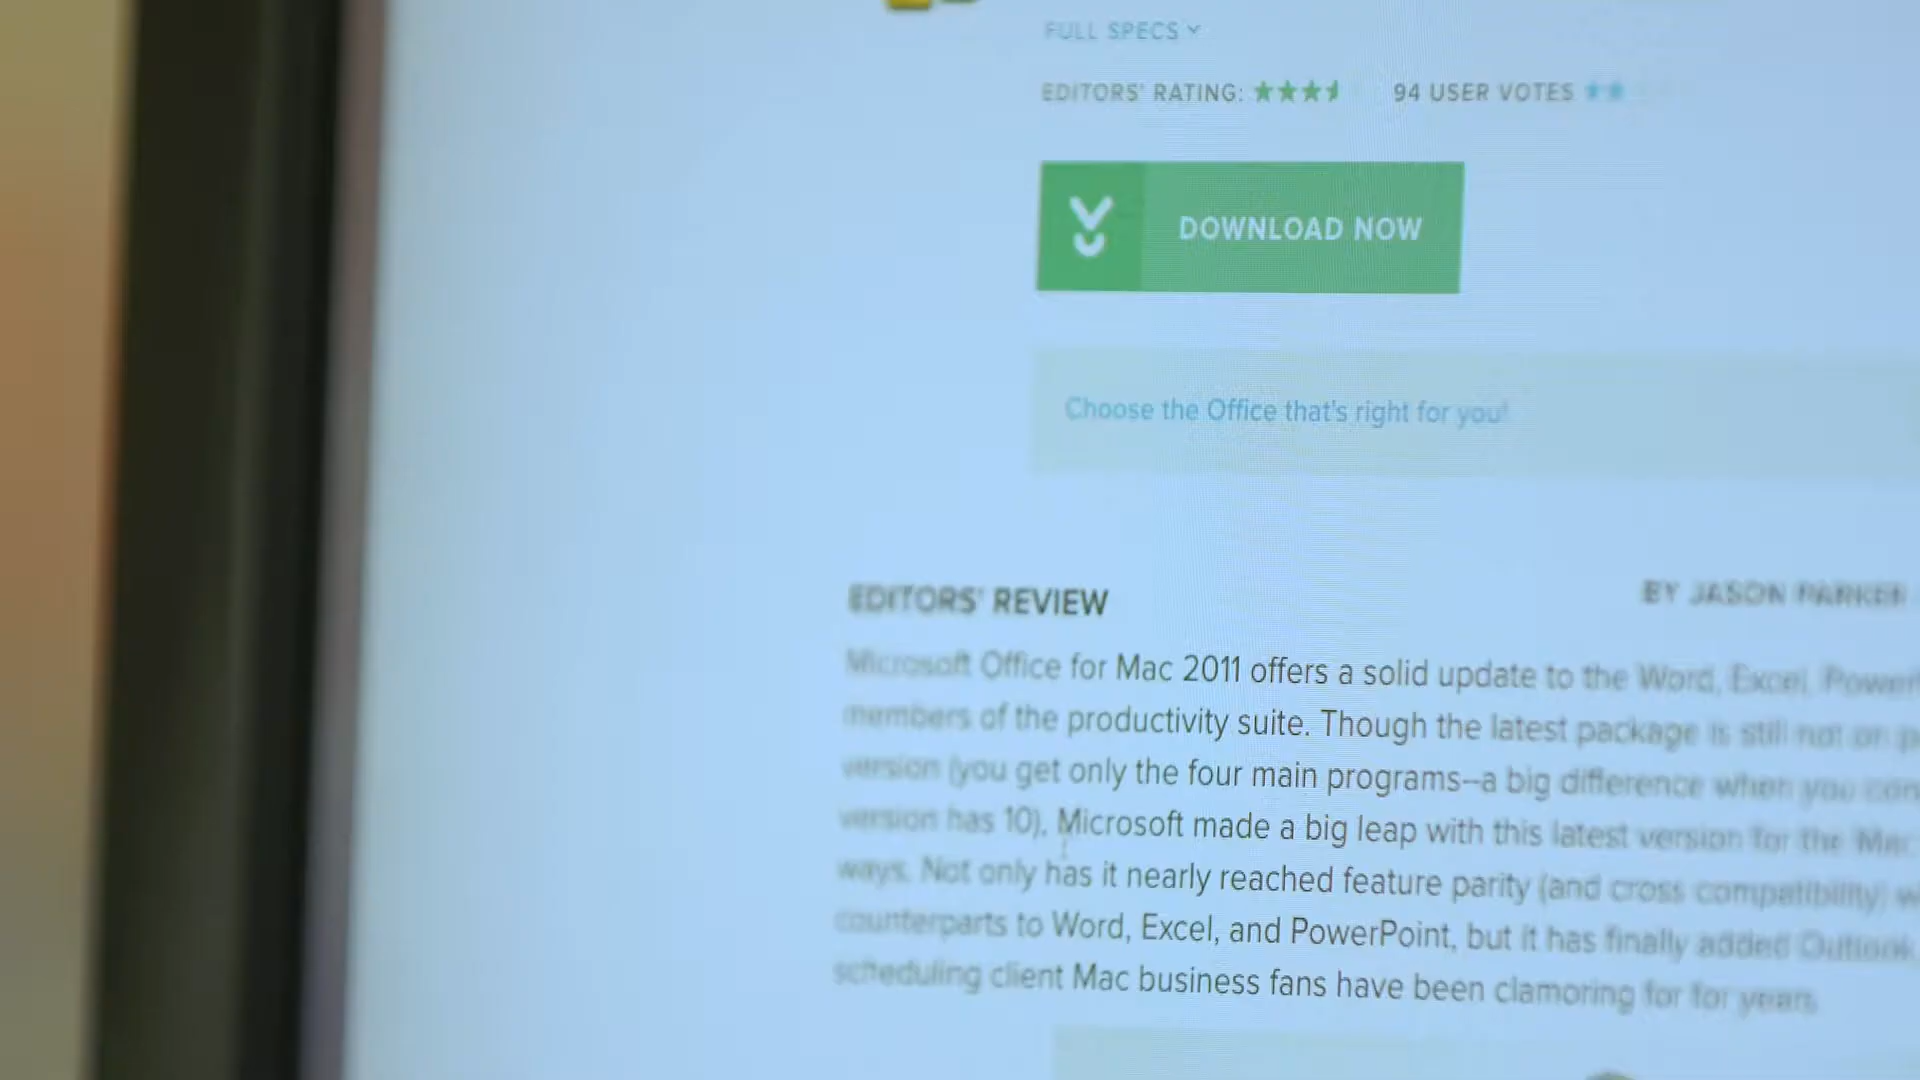 FULL SPECS
EDITORS' RATING:
94 USER VOTES
DOWNLOAD NOW
Choose the Office that's right for you!
EDITORS' REVIEW
BY JASON PARKER
Microsoft Office for Mac 2011 offers a solid update to the Word, Excel,
members of the productivity suite. Though the latest package is still not on
version (you get only the four main programs--a big difference when you
version has 10), Microsoft made a big leap with this latest version for the Mac
ways. Not only has it nearly reached feature parity (and cross compatibility)
counterparts to Word, Excel, and PowerPoint, but it has finally added Outlook,
scheduling client Mac business fans have been clamoring for for years.